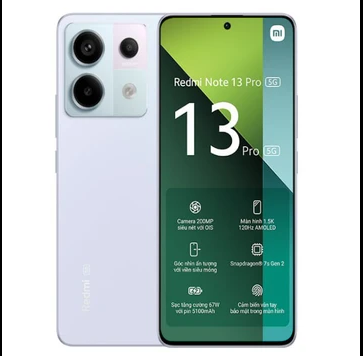 Redmi Note 13 Pro 5G
13 Pro 5G
Camera 200MP
siêu nét với OIS
Màn hình 1.5K
120Hz AMOLED
Góc nhìn ấn tượng
với viền siêu mỏng
Snapdragon® 7s Gen 2
Sạc tăng cường 67W
với pin 5100mAh
Cảm biến vân tay
bảo mật trong màn hình
Redmi 5G
mi